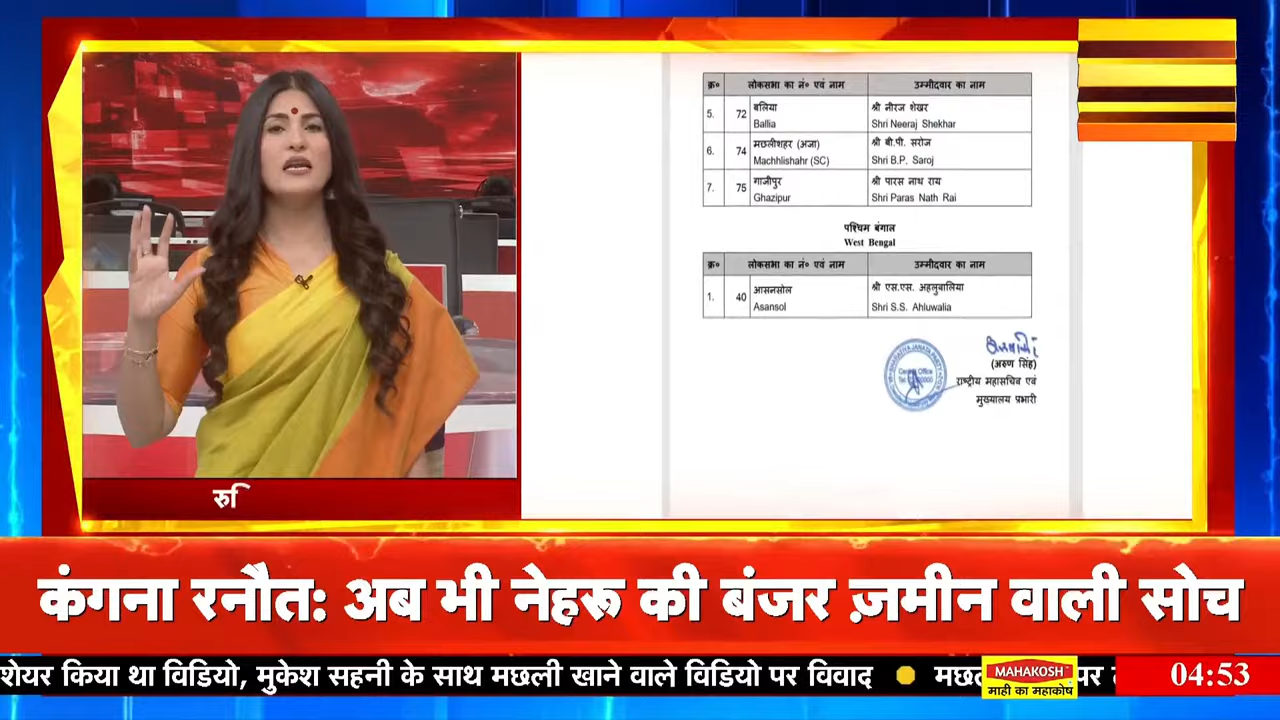 क्र० लोकसभा का नं० एवं नाम उम्मीदवार का नाम
5. 72 बलिया श्री नीरज शेखर
Ballia Shri Neeraj Shekhar
6. 74 मछलीशहर (अजा) श्री बी.पी. सरोज
Machhlishahr (SC) Shri B.P. Saroj
7. 75 गाजीपुर श्री पारस नाथ राय
Ghazipur Shri Paras Nath Rai
पश्चिम बंगाल
West Bengal
क्र० लोकसभा का नं० एवं नाम उम्मीदवार का नाम
1. 40 आसनसोल श्री एस.एस. अहलुवालिया
Asansol Shri S.S. Ahluwalia
(अरुण सिंह)
राष्ट्रीय महासचिव एवं
मुख्यालय प्रभारी
रुि
कंगना रनौत: अब भी नेहरू की बंजर ज़मीन वाली सोच
शेयर किया था विडियो, मुकेश सहनी के साथ मछली खाने वाले विडियो पर विवाद
MAHAKOSH
माही का महाकोष
04:53